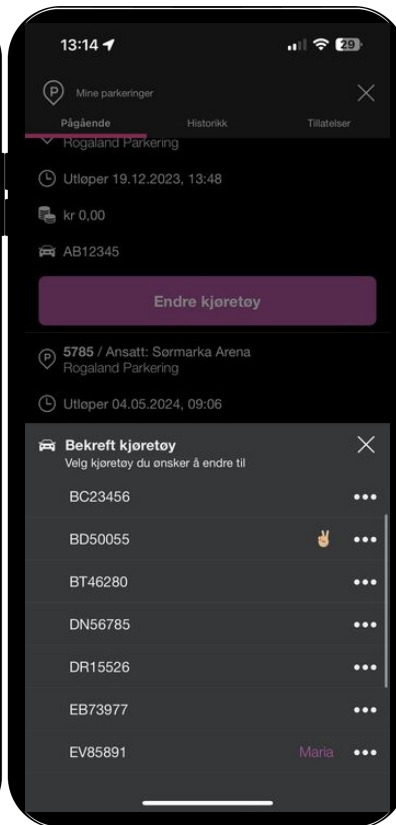 13:14
29
Mine parkeringer
Pågående Historikk Tillatelser
Rogaland Parkering
Utløper 19.12.2023, 13:48
kr 0,00
AB12345
Endre kjøretøy
5785 / Ansatt: Sørmarka Arena
Rogaland Parkering
Utløper 04.05.2024, 09:06
Bekreft kjøretøy
Velg kjøretøy du ønsker å endre til
BC23456
BD50055 ✌🏼
BT46280
DN56785
DR15526
EB73977
EV85891 Maria